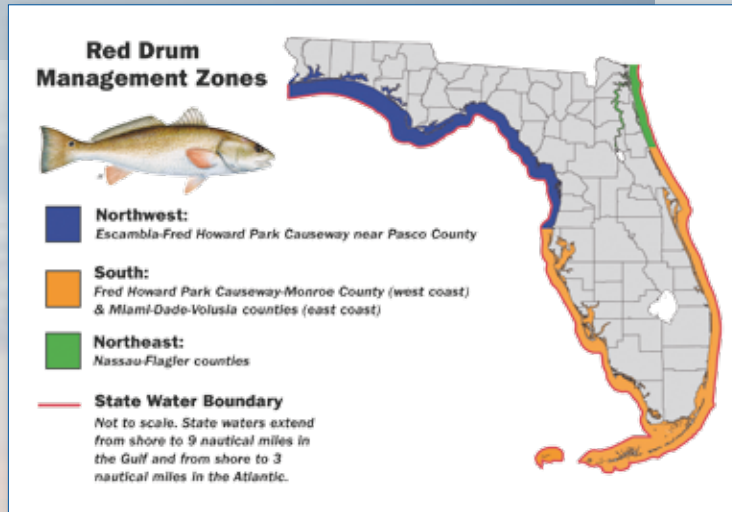 Red Drum
Management Zones
Northwest:
Escambia-Fred Howard Park Causeway near Pasco County
South:
Fred Howard Park Causeway-Monroe County (west coast)
& Miami-Dade-Volusia counties (east coast)
Northeast:
Nassau-Flagler counties
State Water Boundary
Not to scale. State waters extend
from shore to 9 nautical miles in
the Gulf and from shore to 3
nautical miles in the Atlantic.